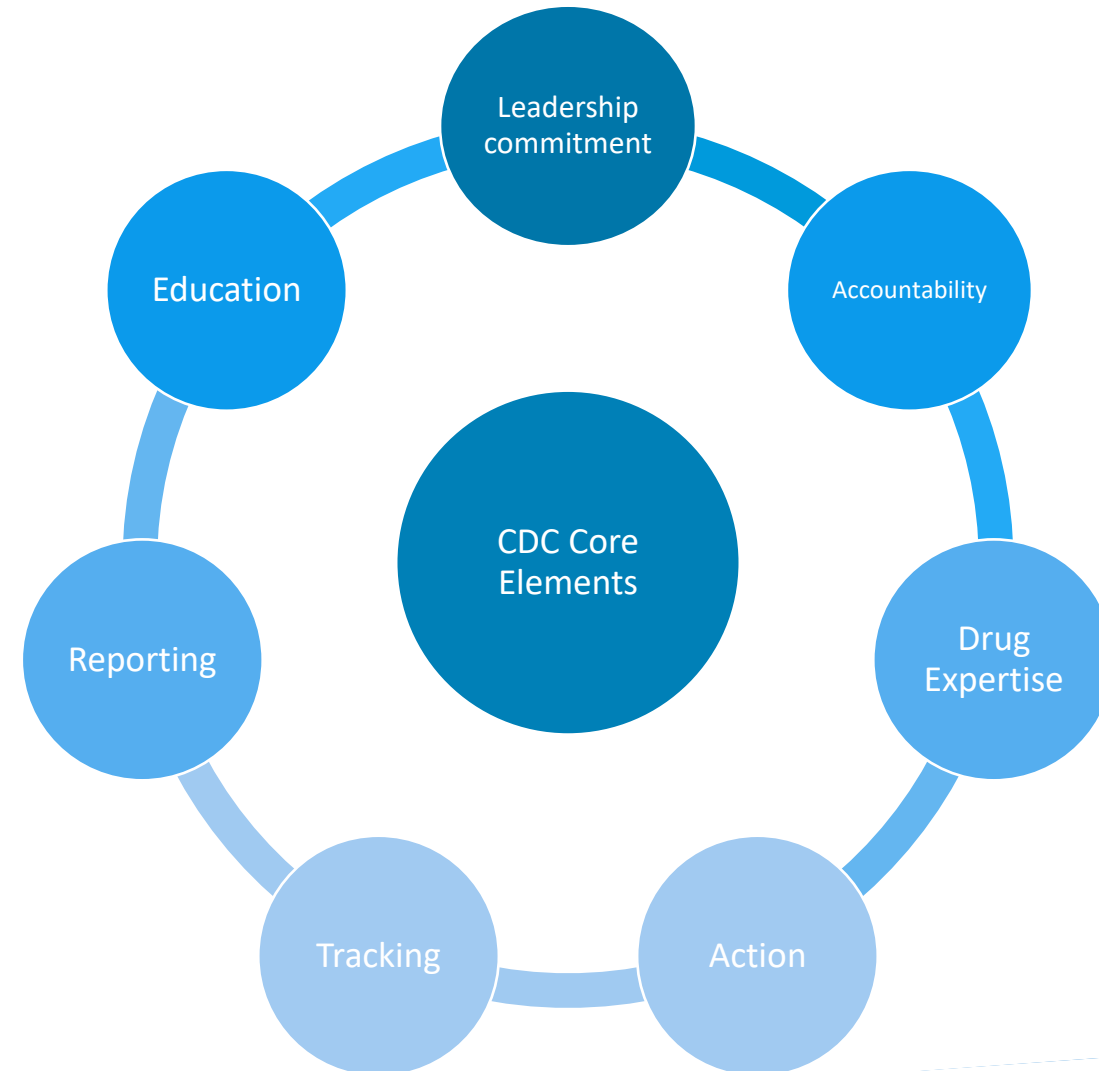 Leadership
commitment
Accountability
Drug
Expertise
Action
Tracking
Reporting
Education
CDC Core
Elements